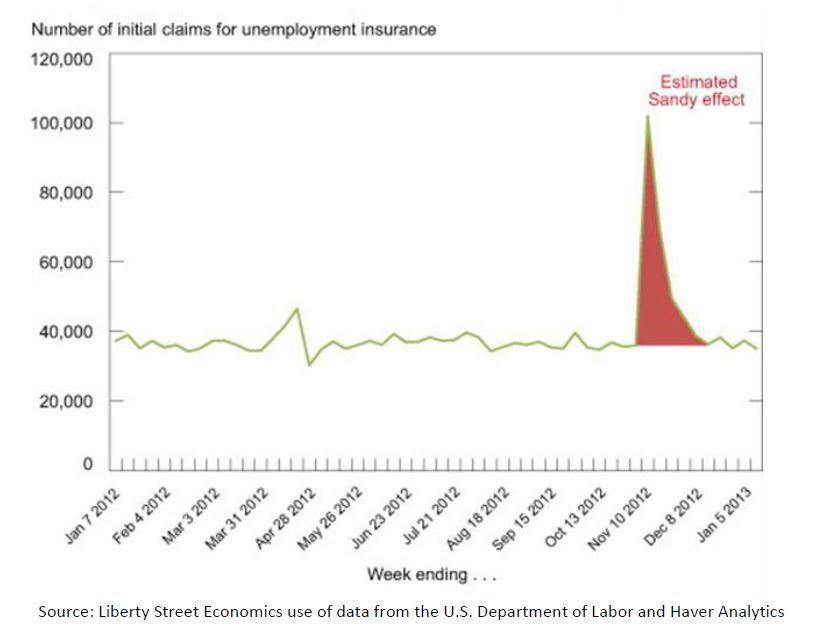 Number of initial claims for unemployment insurance
120,000
100,000
80,000
60,000
40,000
20,000
0
Estimated
Sandy effect
Jan 7 2012
Feb 4 2012
Mar 3 2012
Mar 31 2012
Apr 28 2012
May 26 2012
Jun 23 2012
Jul 21 2012
Aug 18 2012
Sep 15 2012
Oct 13 2012
Nov 10 2012
Dec 8 2012
Jan 5 2013
Week ending . . .
Source: Liberty Street Economics use of data from the U.S. Department of Labor and Haver Analytics